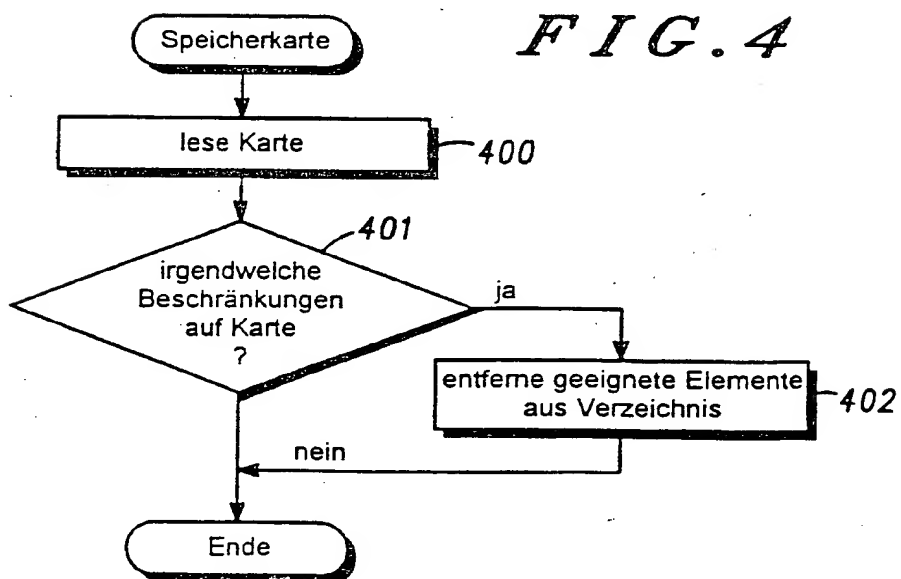 FIG.4
Speicherkarte
lese Karte
400
401
irgendwelche
Beschränkungen
auf Karte
?
ja
entferne geeignete Elemente
aus Verzeichnis
402
nein
Ende